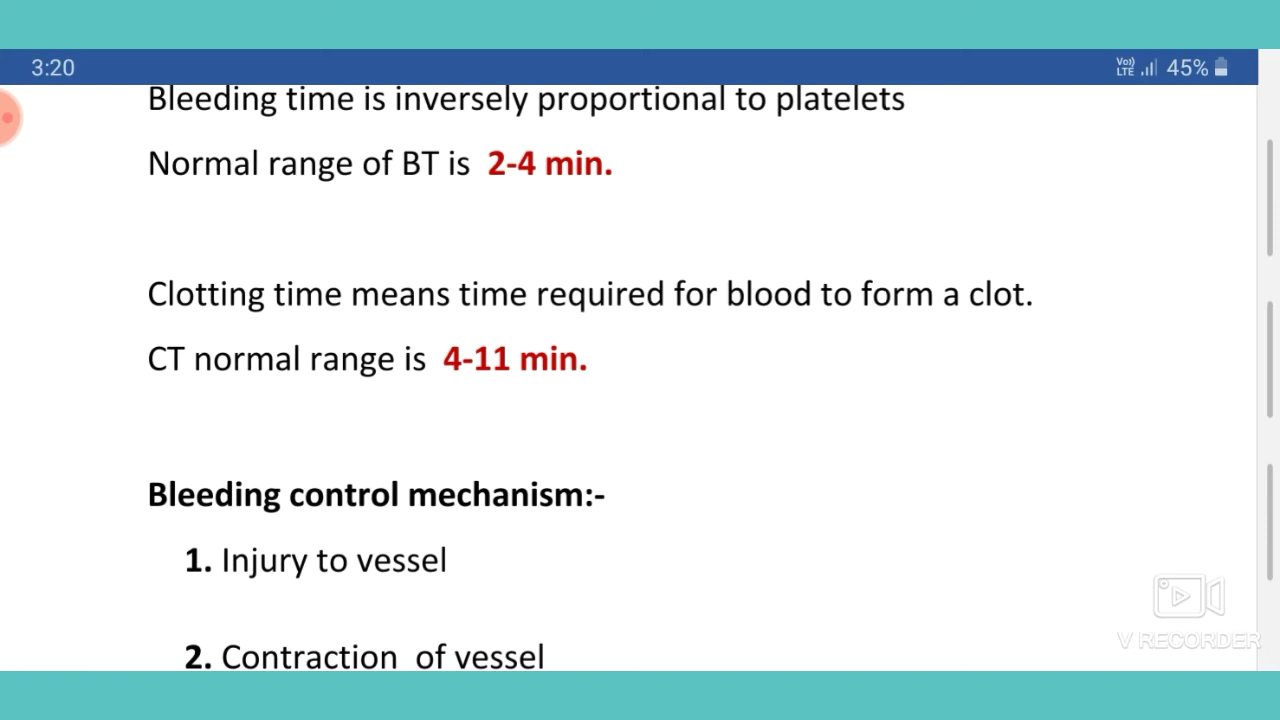 3:20 Vo) LTE 45%
Bleeding time is inversely proportional to platelets
Normal range of BT is 2-4 min.
Clotting time means time required for blood to form a clot.
CT normal range is 4-11 min.
Bleeding control mechanism:-
1. Injury to vessel
2. Contraction of vessel
V RECORDER